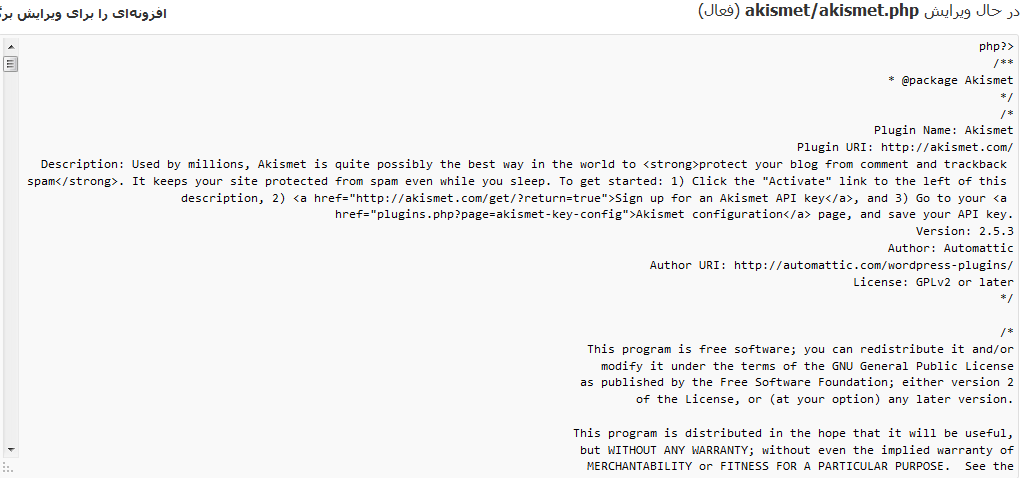 در حال ویرایش akismet/akismet.php (فعال)
افزونه‌ای را برای ویرایش
php?>
/**
* @package Akismet
*/
/*
Plugin Name: Akismet
Plugin URI: http://akismet.com/
Description: Used by millions, Akismet is quite possibly the best way in the world to <strong>protect your blog from comment and trackback
spam</strong>. It keeps your site protected from spam even while you sleep. To get started: 1) Click the "Activate" link to the left of this
description, 2) <a href="http://akismet.com/get/?return=true">Sign up for an Akismet API key</a>, and 3) Go to your <a
href="plugins.php?page=akismet-key-config">Akismet configuration</a> page, and save your API key.
Version: 2.5.3
Author: Automattic
Author URI: http://automattic.com/wordpress-plugins/
License: GPLv2 or later
*/
/*
This program is free software; you can redistribute it and/or
modify it under the terms of the GNU General Public License
as published by the Free Software Foundation; either version 2
of the License, or (at your option) any later version.
This program is distributed in the hope that it will be useful,
but WITHOUT ANY WARRANTY; without even the implied warranty of
MERCHANTABILITY or FITNESS FOR A PARTICULAR PURPOSE. See the